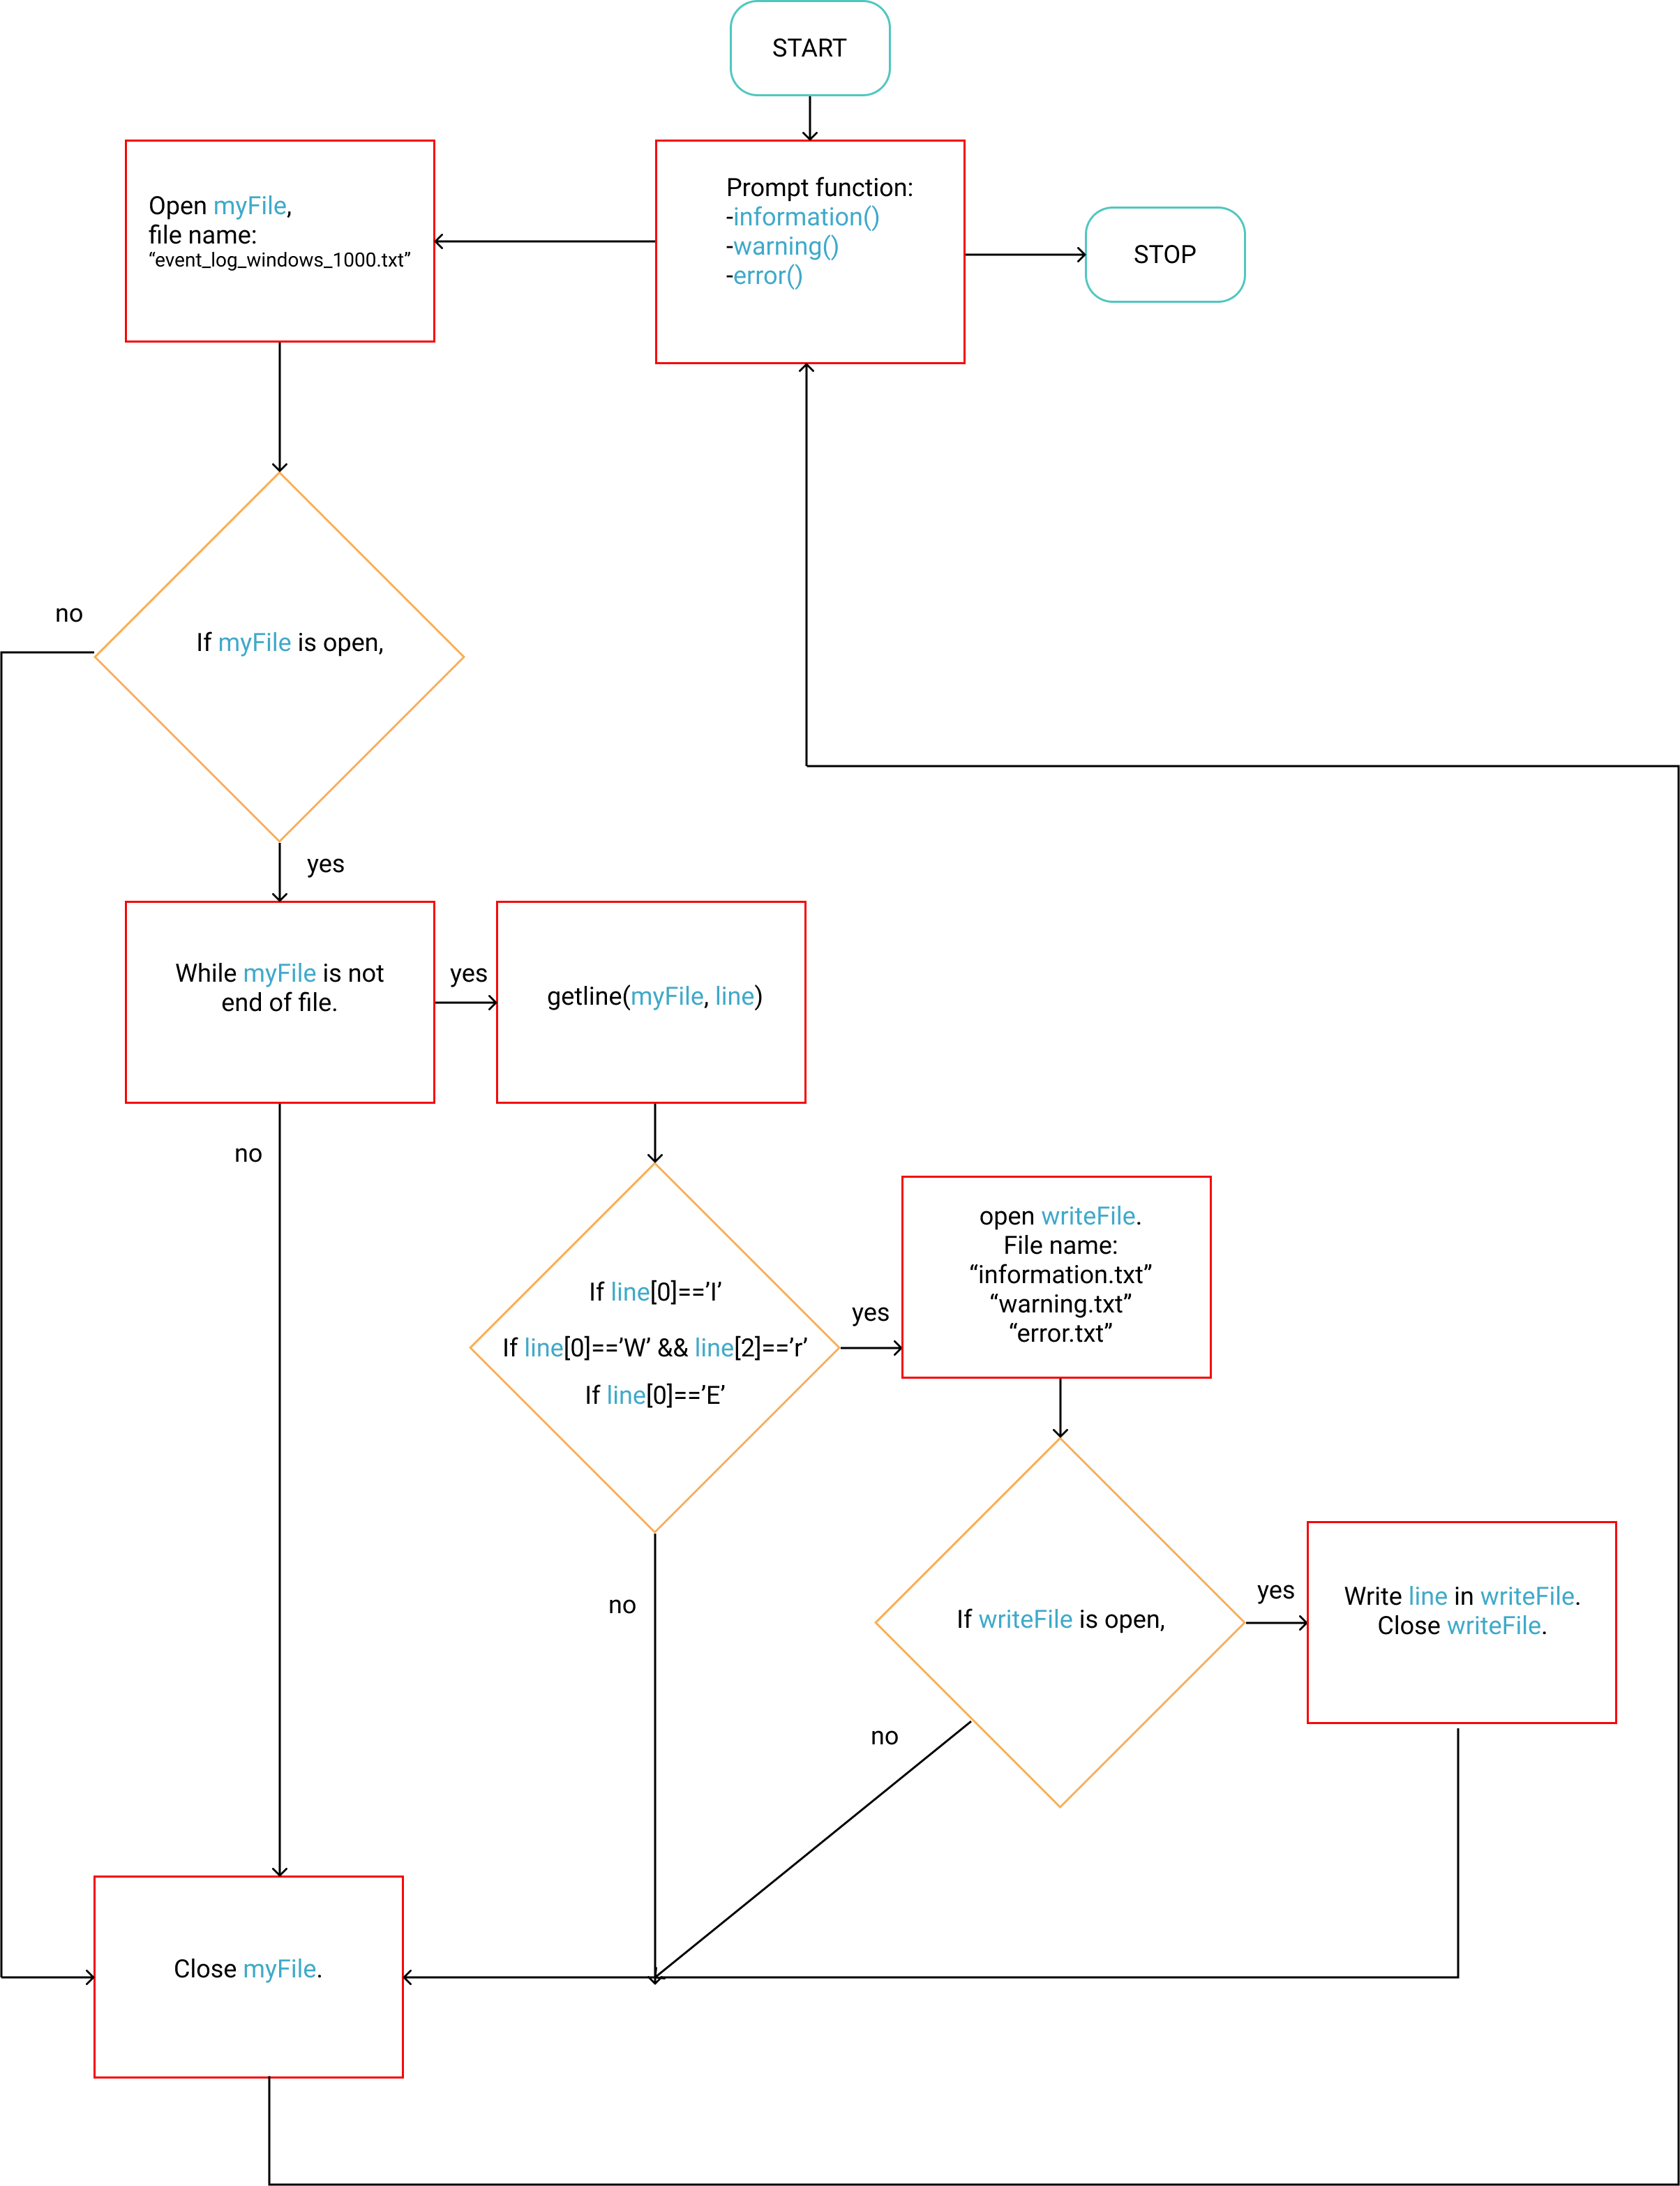 START
Open myFile,
file name:
“event_log_windows_1000.txt”
Prompt function:
-information()
-warning()
-error()
STOP
no
If myFile is open,
yes
While myFile is not
end of file.
yes
getline(myFile, line)
no
If line[0]==’I’
If line[0]==’W’ && line[2]==’r’
If line[0]==’E’
yes
open writeFile.
File name:
“information.txt”
“warning.txt”
“error.txt”
no
If writeFile is open,
yes
Write line in writeFile.
Close writeFile.
no
Close myFile.